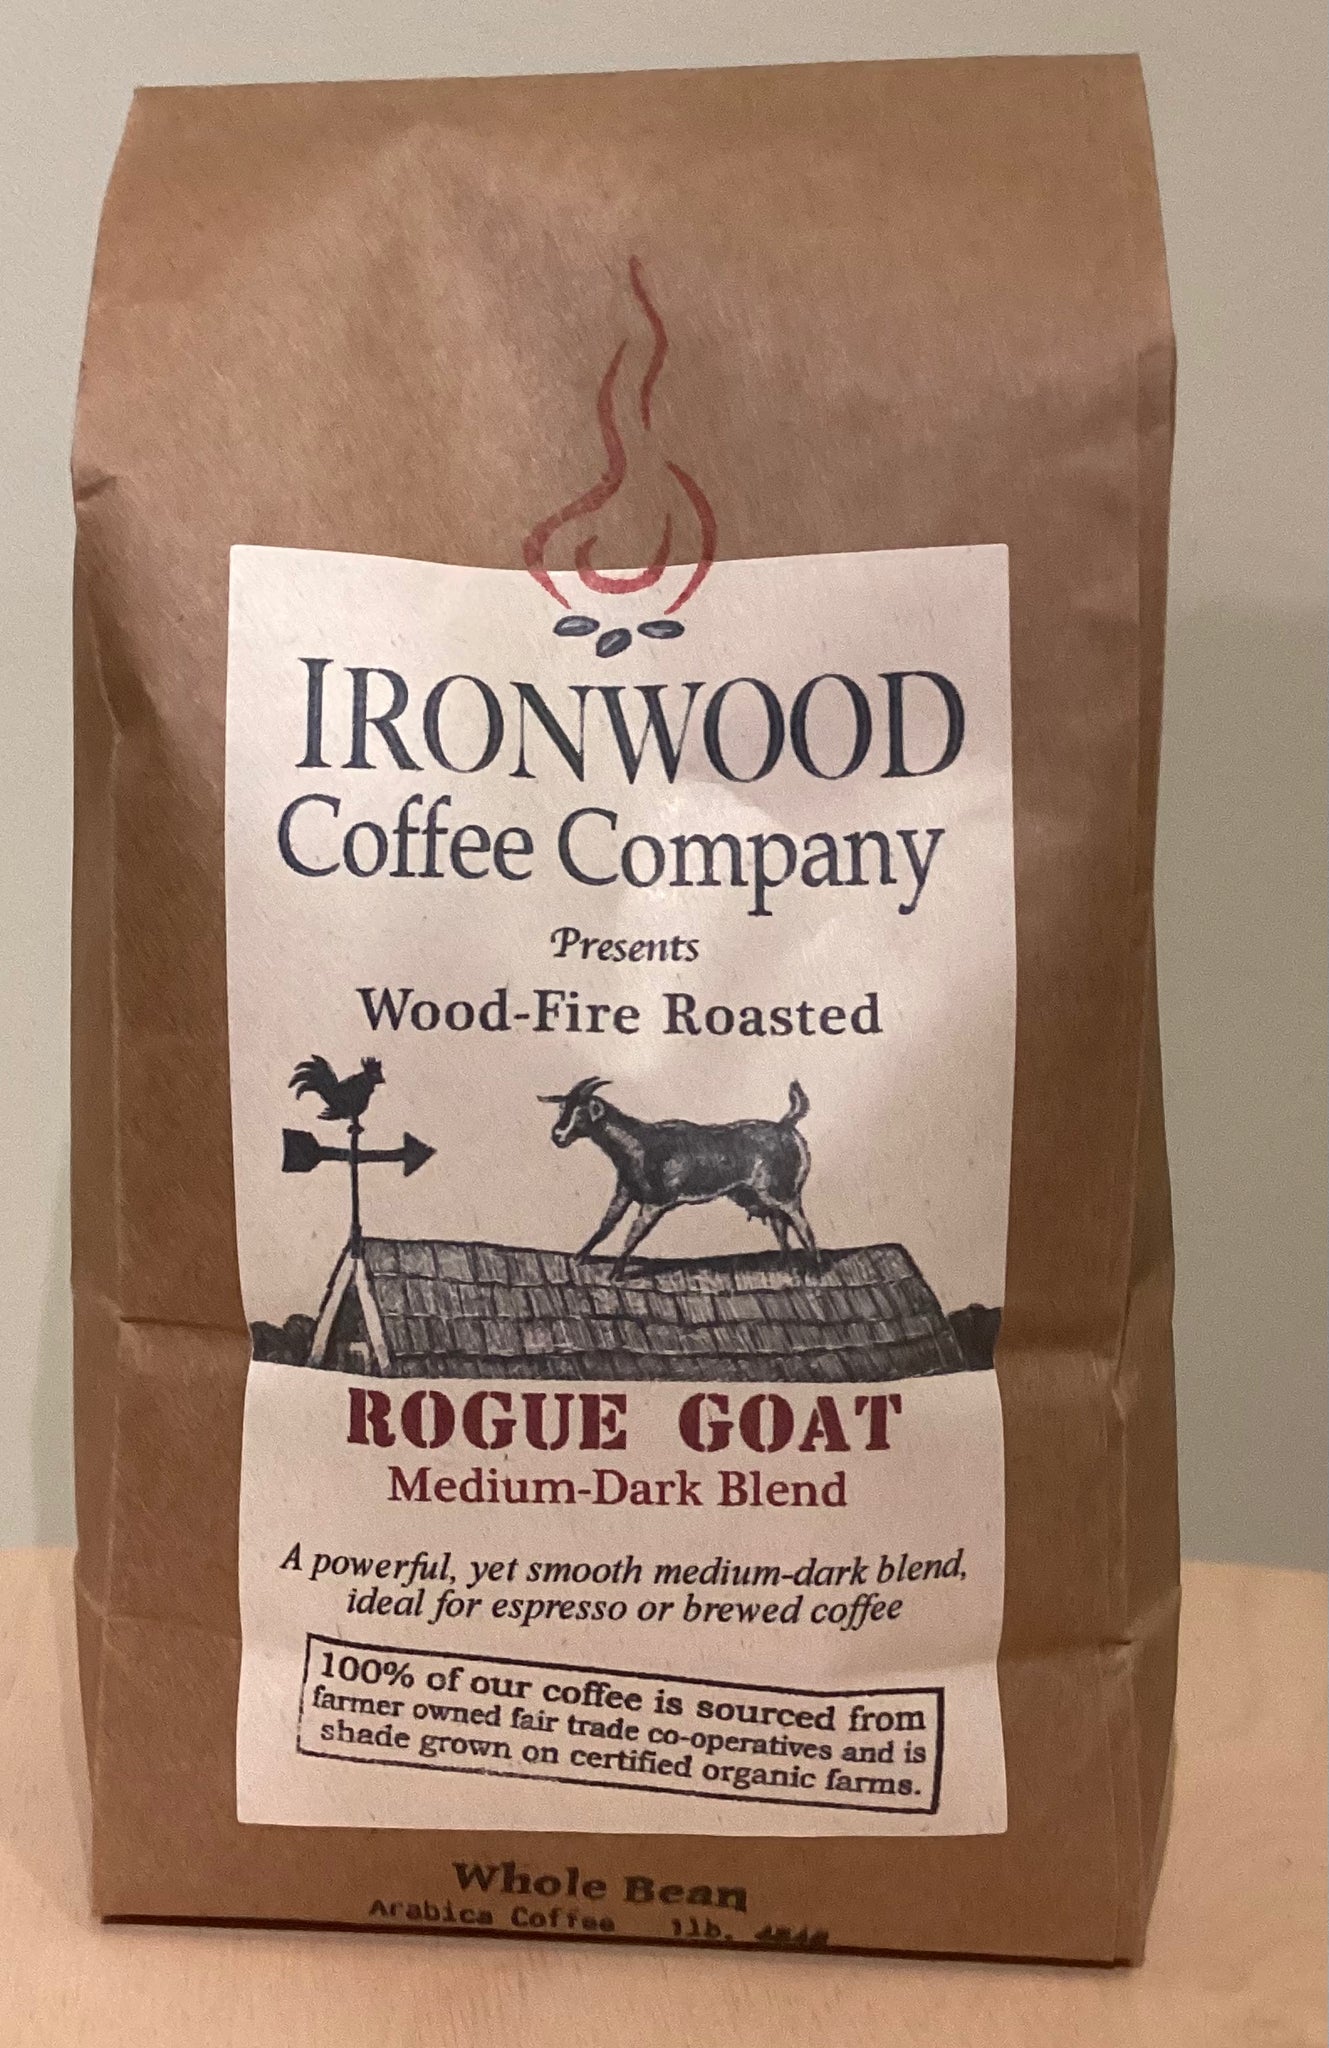 IRONWOOD
Coffee Company
Presents
Wood-Fire Roasted
ROGUE GOAT
Medium-Dark Blend
A powerful, yet smooth medium-dark blend,
ideal for espresso or brewed coffee
100% of our coffee is sourced from
farmer owned fair trade co-operatives and is
shade grown on certified organic farms.
Whole Bean
Arabica Coffee 1lb.